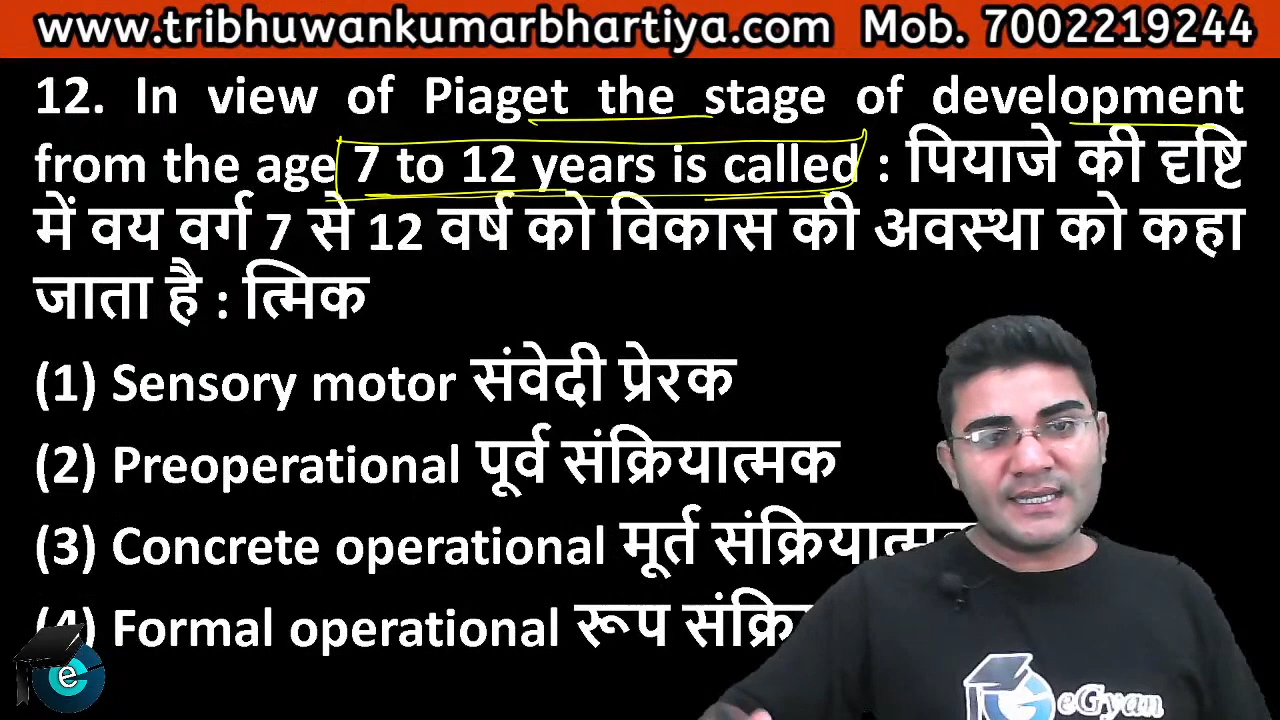 www.tribhuwankumarbhartiya.com Mob. 7002219244
12. In view of Piaget the stage of development
from the age 7 to 12 years is called : पियाजे की दृष्टि
में वय वर्ग 7 से 12 वर्ष को विकास की अवस्था को कहा
जाता है : त्मिक
(1) Sensory motor संवेदी प्रेरक
(2) Preoperational पूर्व संक्रियात्मक
(3) Concrete operational मूर्त संक्रियात्म
(4) Formal operational रूप संक्रि
e
eGyan